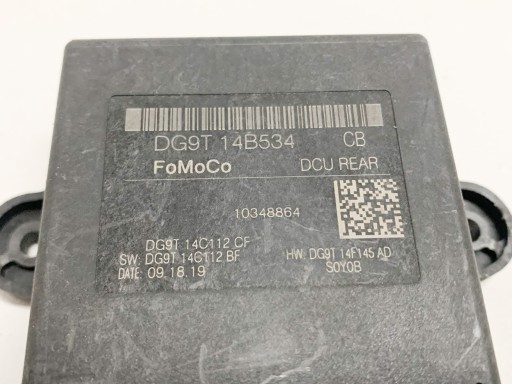 DG9T 14B534 CB
FoMoCo DCU REAR
10348864
DG9T 14C112 CF
SW: DG9T 14C112 BF HW: DG9T 14F145 AD
DATE: 09.18.19 S0Y0B